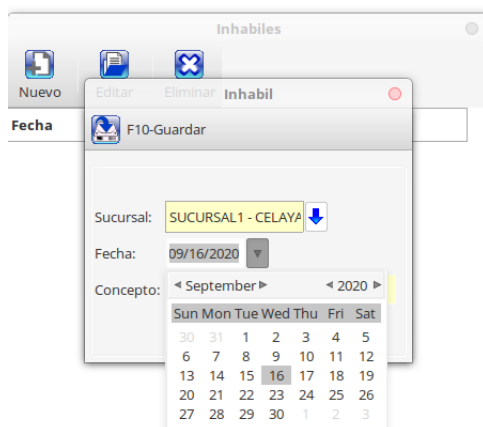 Inhabiles
Nuevo Editar Eliminar
Inhabil
Fecha
F10-Guardar
Sucursal: SUCURSAL1 - CELAYA
Fecha: 09/16/2020
Concepto:
September 2020
Sun Mon Tue Wed Thu Fri Sat
30 31 1 2 3 4 5
6 7 8 9 10 11 12
13 14 15 16 17 18 19
20 21 22 23 24 25 26
27 28 29 30 1 2 3